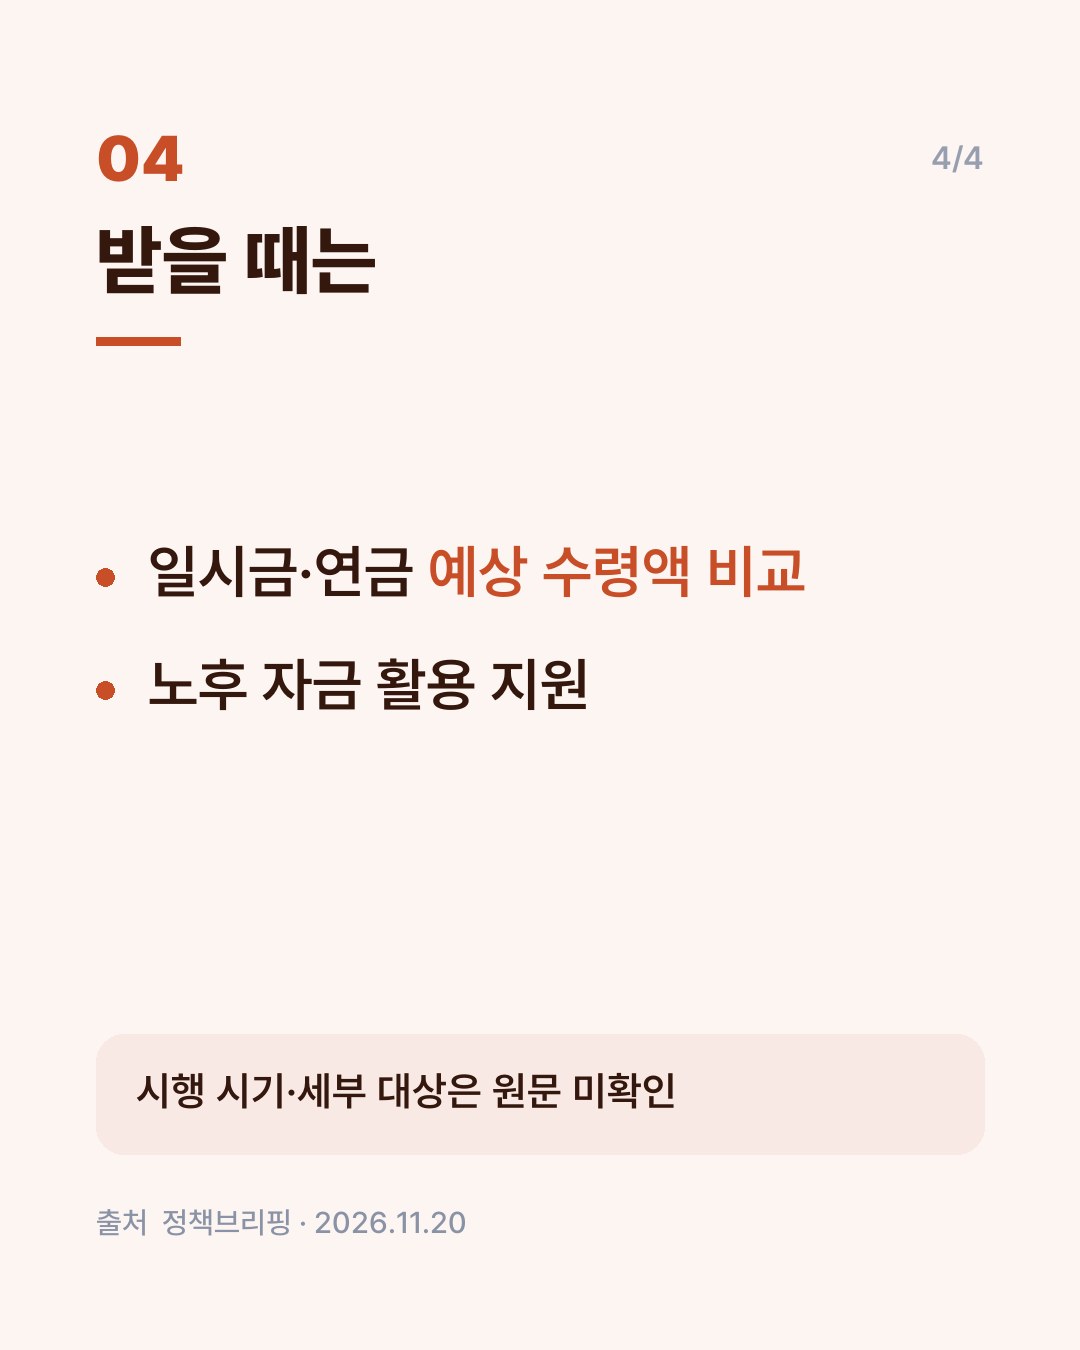 04
4/4
받을 때는
일시금·연금 예상 수령액 비교
노후 자금 활용 지원
시행 시기·세부 대상은 원문 미확인
출처 정책브리핑 · 2026.11.20